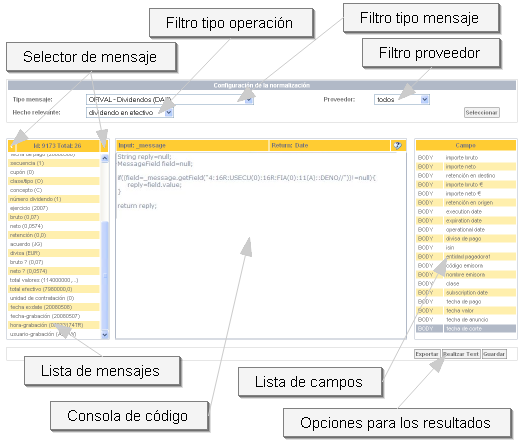 Filtro tipo operación
Filtro tipo mensaje
Selector de mensaje
Filtro proveedor
Configuración de la normatización
Tipo mensaje:
OFIVAL - Dividendos (DAC)
Proveedor:
todos
Hecho relevante:
dividendo en efectivo
Seleccionar
Id: 9173 Total: 36
fecha de pago (20080506)
secuencia (1)
cupón (0)
clase/tipo (O)
concepto (C)
número dividendo (1)
ejercicio (2007)
bruto (0,07)
neto (0,0574)
retención (0,0)
acuerdo (JG)
divisa (EUR)
bruto ? (0,07)
neto ? (0,0574)
total valores (114000000,...)
total efectivo (7980000,0)
unidad de contratación (0)
fecha ex-date (20080506)
fecha-grabación (20080507)
usuario-grabación
Input: _message
Return: Date
String reply=null;
MessageField field=null;
if((field=_message.getField("4:16R:USECU(0):16R:FIA(0):11(A)::DENO//"))!=null){
reply=field.value;
}
return reply;
Campo
BODY importe bruto
BODY importe neto
BODY retención en destino
BODY importe bruto €
BODY importe neto €
BODY retención en origen
BODY execution date
BODY expiration date
BODY operational date
BODY divisa de pago
BODY isin
BODY entidad pagadora1
BODY código emisora
BODY nombre emisora
BODY clase
BODY subscription date
BODY fecha de pago
BODY fecha valor
BODY fecha de anuncio
BODY fecha de corte
Exportar
Realizar Test
Guardar
Lista de mensajes
Lista de campos
Consola de código
Opciones para los resultados